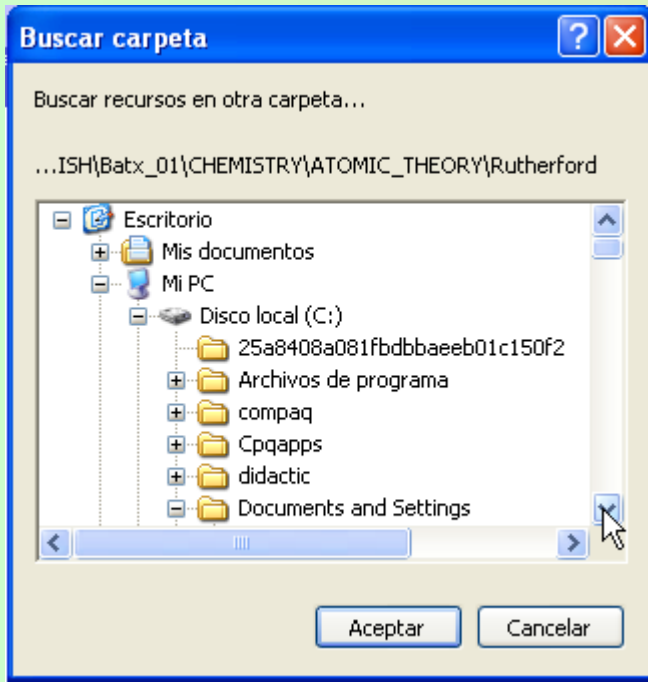 Buscar carpeta
Buscar recursos en otra carpeta...
...ISH\Batx_01\CHEMISTRY\ATOMIC_THEORY\Rutherford
Escritorio
Mis documentos
Mi PC
Disco local (C:)
25a8408a081fbdbbaeeb01c150f2
Archivos de programa
compaq
Cpqapps
didactic
Documents and Settings
Aceptar Cancelar